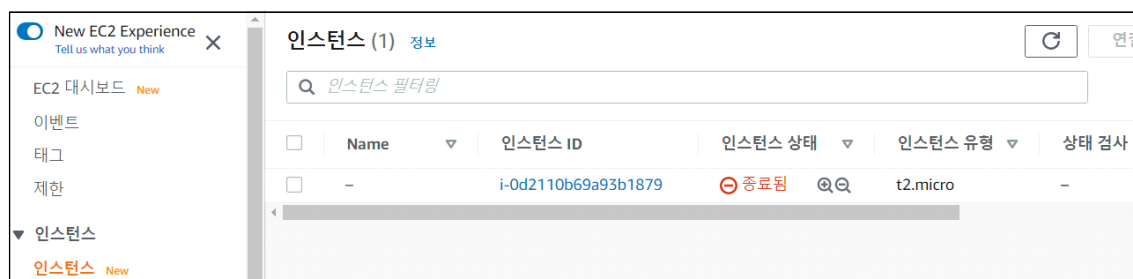 New EC2 Experience
Tell us what you think
EC2 대시보드 New
이벤트
태그
제한
인스턴스
인스턴스 New
인스턴스 (1) 정보
인스턴스 필터링
Name 인스턴스 ID 인스턴스 상태 인스턴스 유형 상태 검사
– i-0d2110b69a93b1879 종료됨 t2.micro –